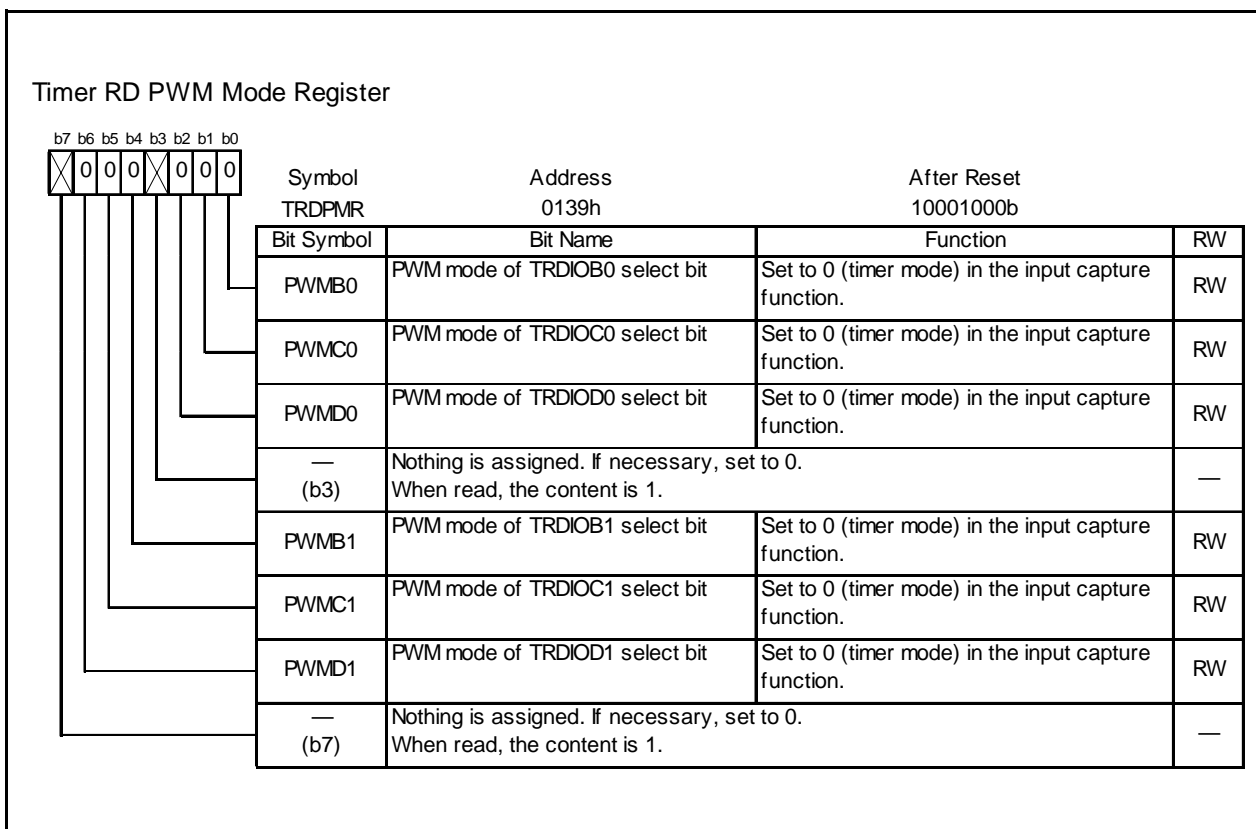 Timer RD PWM Mode Register
b7 b6 b5 b4 b3 b2 b1 b0
0 0 0 0 0 0
Symbol Address After Reset
TRDPMR 0139h 10001000b
Bit Symbol Bit Name Function RW
PWMB0 PWM mode of TRDIOB0 select bit Set to 0 (timer mode) in the input capture function. RW
PWMC0 PWM mode of TRDIOC0 select bit Set to 0 (timer mode) in the input capture function. RW
PWMD0 PWM mode of TRDIOD0 select bit Set to 0 (timer mode) in the input capture function. RW
— (b3) Nothing is assigned. If necessary, set to 0.
When read, the content is 1. —
PWMB1 PWM mode of TRDIOB1 select bit Set to 0 (timer mode) in the input capture function. RW
PWMC1 PWM mode of TRDIOC1 select bit Set to 0 (timer mode) in the input capture function. RW
PWMD1 PWM mode of TRDIOD1 select bit Set to 0 (timer mode) in the input capture function. RW
— (b7) Nothing is assigned. If necessary, set to 0.
When read, the content is 1. —